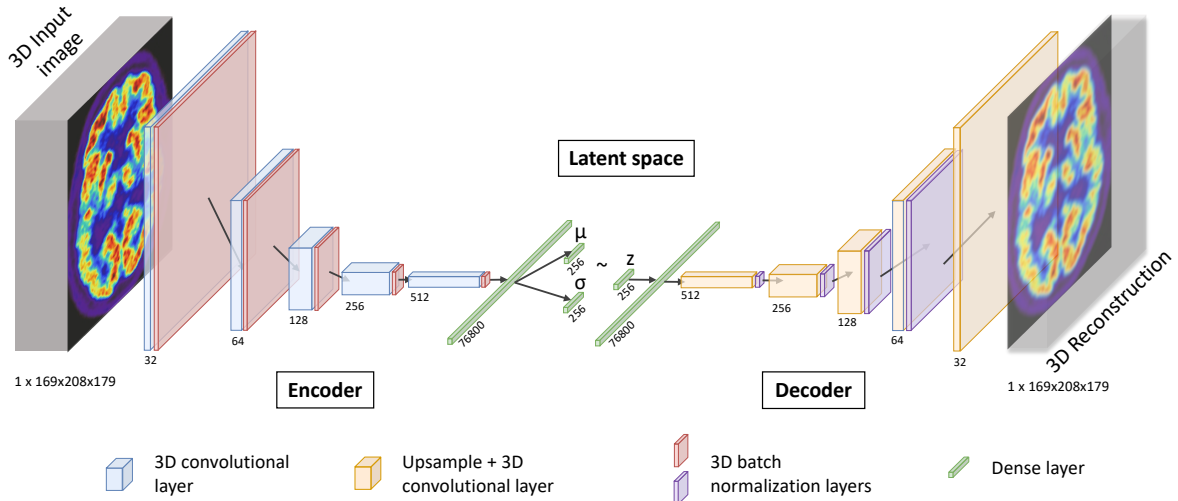 3D Input
image
1 x 169x208x179
32
64
128
256
512
Encoder
76800
Latent space
μ
256
σ
256
~
z
256
76800
512
256
128
64
32
Decoder
3D Reconstruction
1 x 169x208x179
3D convolutional
layer
Upsample + 3D
convolutional layer
3D batch
normalization layers
Dense layer